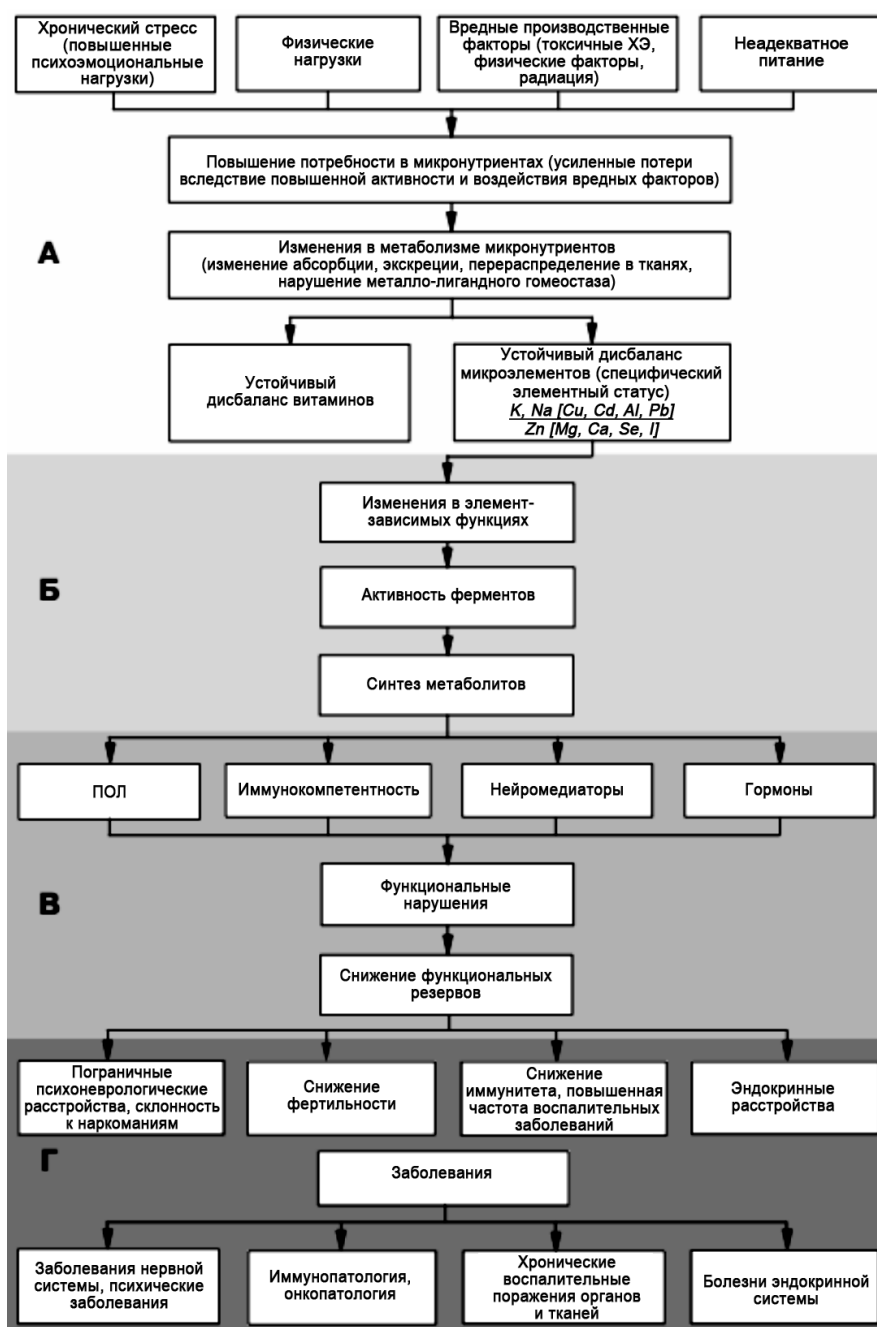 Хронический стресс
(повышенные
психоэмоциональные
нагрузки)
Физические
нагрузки
Вредные производственные
факторы (токсичные ХЭ,
физические факторы,
радиация)
Неадекватное
питание
Повышение потребности в микронутриентах (усиленные потери
вследствие повышенной активности и воздействия вредных факторов)
А
Изменения в метаболизме микронутриентов
(изменение абсорбции, экскреции, перераспределение в тканях,
нарушение металло-лигандного гомеостаза)
Устойчивый
дисбаланс витаминов
Устойчивый дисбаланс
микроэлементов (специфический
элементный статус)
K, Na [Cu, Cd, Al, Pb]
Zn [Mg, Ca, Se, I]
Изменения в элемент-
зависимых функциях
Б
Активность ферментов
Синтез метаболитов
ПОЛ
Иммунокомпетентность
Нейромедиаторы
Гормоны
Функциональные
нарушения
В
Снижение функциональных
резервов
Пограничные
психоневрологические
расстройства, склонность
к наркоманиям
Снижение
фертильности
Снижение
иммунитета, повышенная
частота воспалительных
заболеваний
Эндокринные
расстройства
Г
Заболевания
Заболевания нервной
системы, психические
заболевания
Иммунопатология,
онкопатология
Хронические
воспалительные
поражения органов
и тканей
Болезни эндокринной
системы